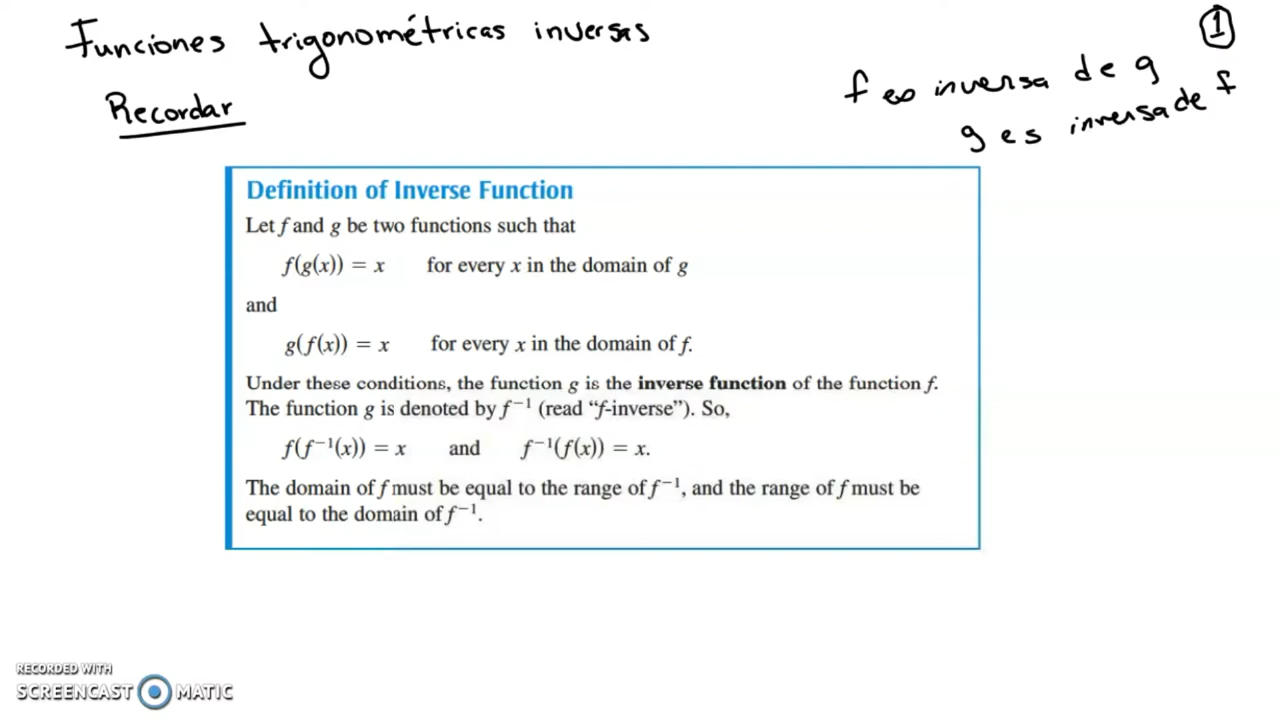 Funciones trigonométricas inversas
1
Recordar
f es inversa de g
g es inversa de f
Definition of Inverse Function
Let f and g be two functions such that
f(g(x)) = x for every x in the domain of g
and
g(f(x)) = x for every x in the domain of f.
Under these conditions, the function g is the inverse function of the function f.
The function g is denoted by f⁻¹ (read “f-inverse”). So,
f(f⁻¹(x)) = x and f⁻¹(f(x)) = x.
The domain of f must be equal to the range of f⁻¹, and the range of f must be
equal to the domain of f⁻¹.
RECORDED WITH
SCREENCAST MATIC